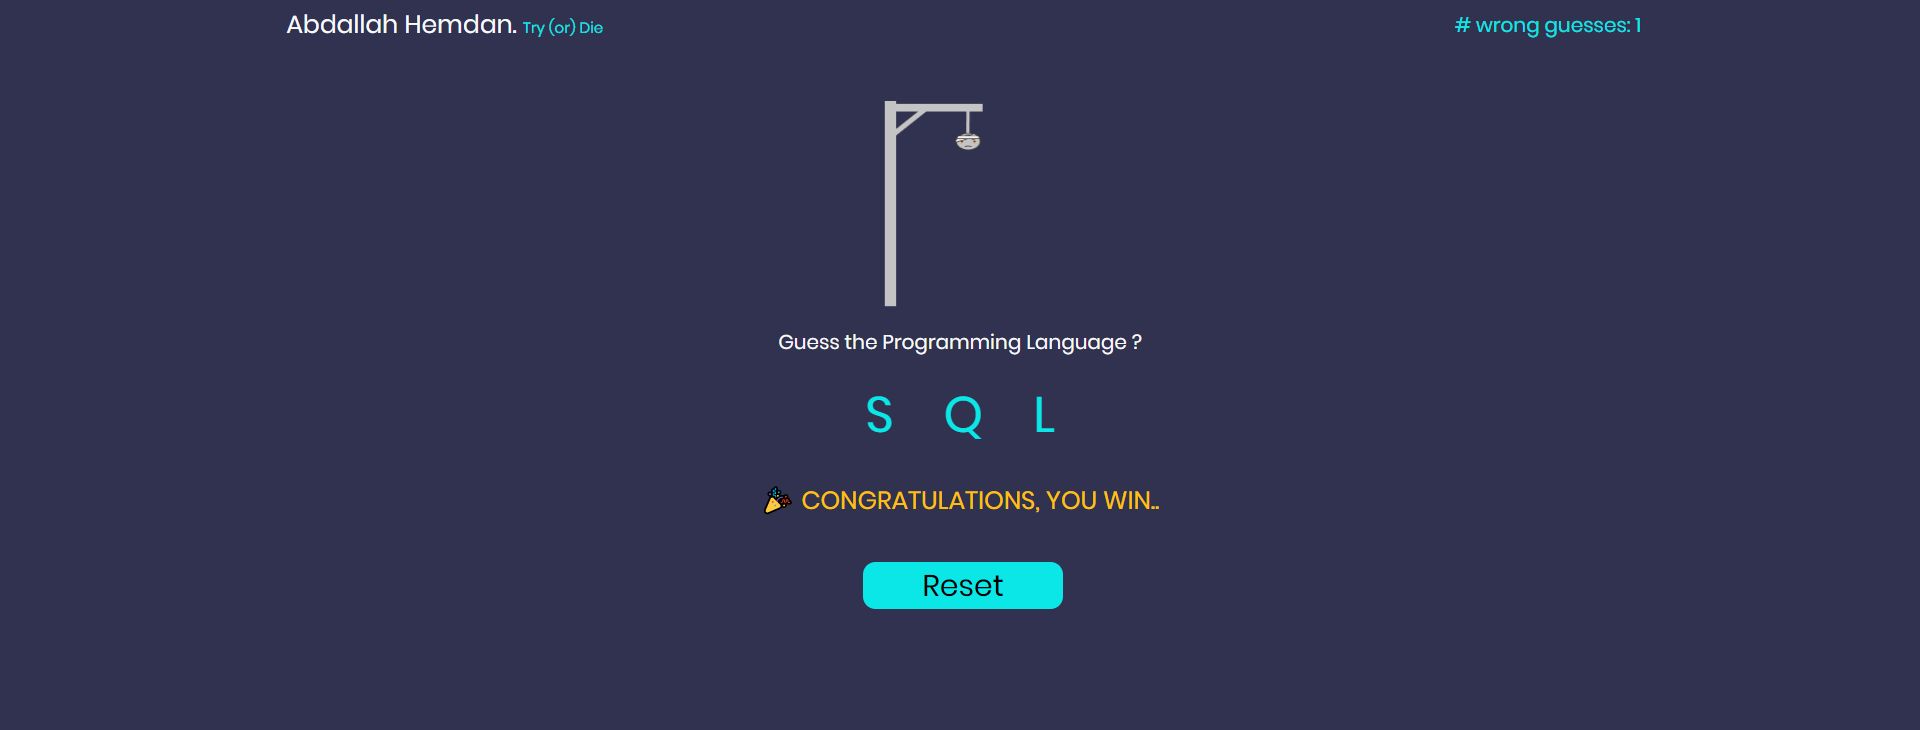 Abdallah Hemdan. Try (or) Die
# wrong guesses: 1
Guess the Programming Language ?
S Q L
CONGRATULATIONS, YOU WIN..
Reset